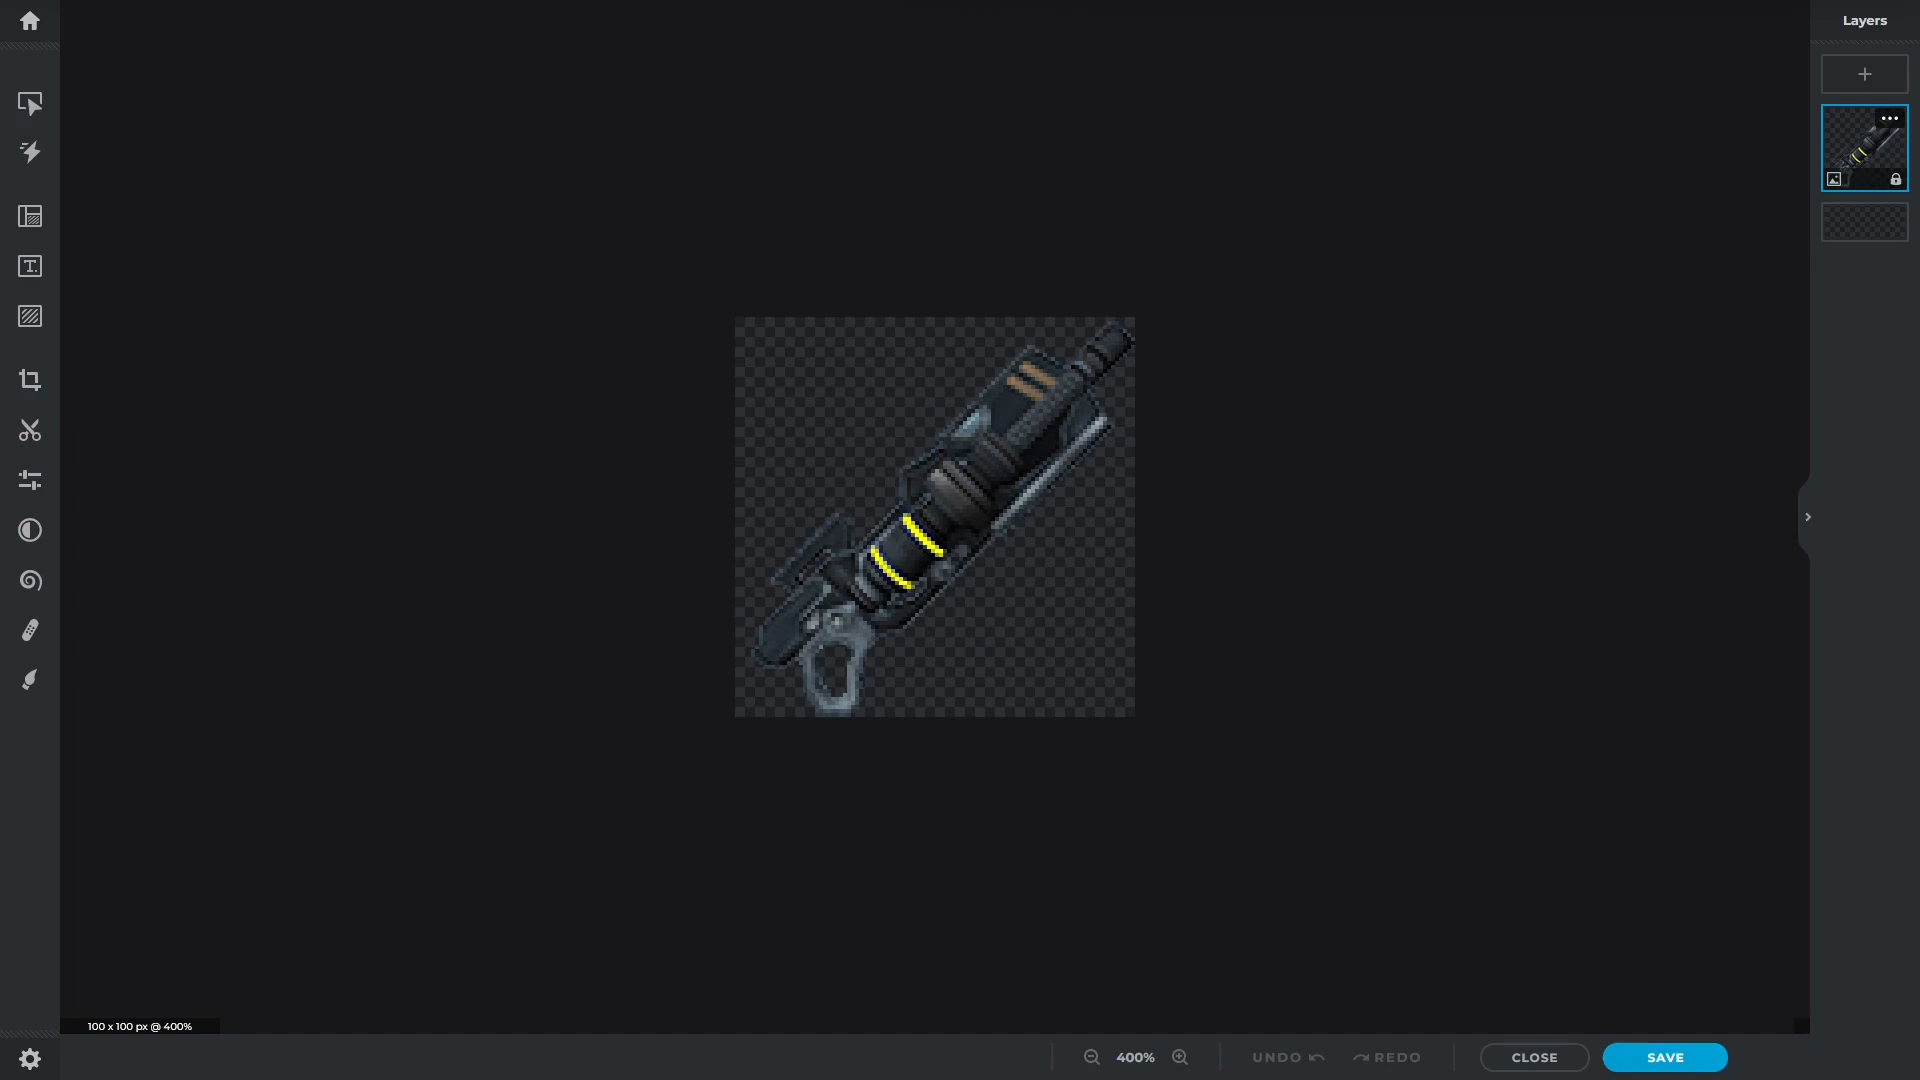 Layers
100 x 100 px @ 400%
400%
UNDO
REDO
CLOSE
SAVE